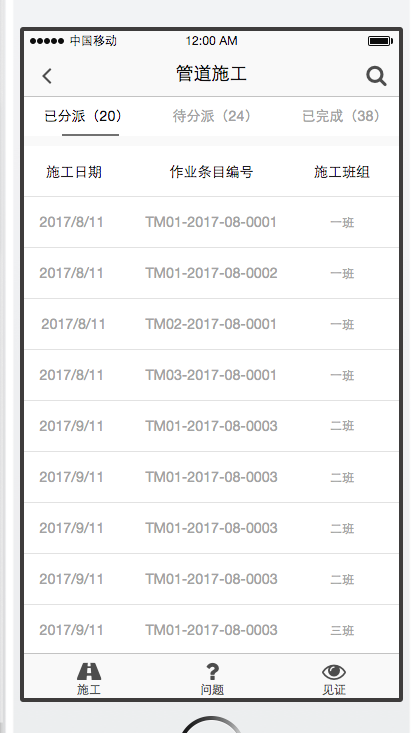 中国移动 12:00 AM
管道施工
已分派（20） 待分派（24） 已完成（38）
施工日期 作业条目编号 施工班组
2017/8/11 TM01-2017-08-0001 一班
2017/8/11 TM01-2017-08-0002 一班
2017/8/11 TM02-2017-08-0001 一班
2017/8/11 TM03-2017-08-0001 一班
2017/9/11 TM01-2017-08-0003 二班
2017/9/11 TM01-2017-08-0003 二班
2017/9/11 TM01-2017-08-0003 二班
2017/9/11 TM01-2017-08-0003 二班
2017/9/11 TM01-2017-08-0003 三班
施工 问题 见证